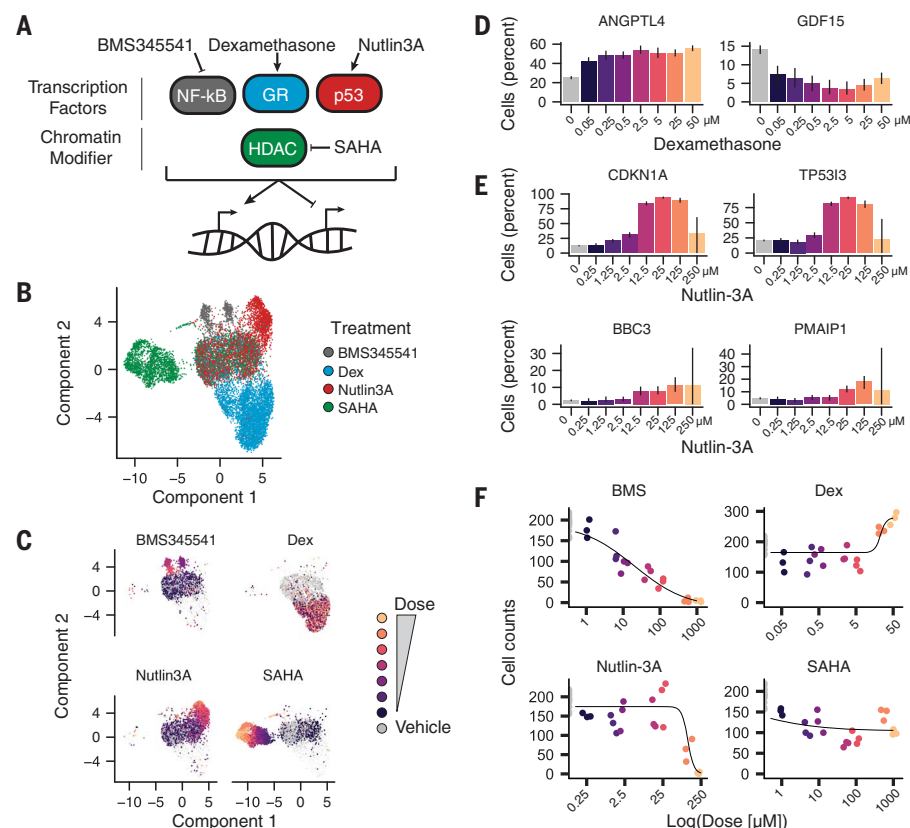 A
BMS345541
Dexamethasone
Nutlin3A
Transcription
Factors
NF-kB
GR
p53
Chromatin
Modifier
HDAC
SAHA
B
Component 2
4
0
−4
−10
−5
0
5
Component 1
Treatment
BMS345541
Dex
Nutlin3A
SAHA
C
BMS345541
Dex
4
0
−4
Nutlin3A
SAHA
4
0
−4
−10 −5 0 5
−10 −5 0 5
Component 2
Component 1
Dose
Vehicle
D
ANGPTL4
GDF15
Cells (percent)
60
40
20
0
15
10
5
0
0 0.05 0.25 0.5 2.5 5 25 50 µM
0 0.05 0.25 0.5 2.5 5 25 50 µM
Dexamethasone
E
CDKN1A
TP53I3
Cells (percent)
100
75
50
25
75
50
25
0 0.25 1.25 2.5 12.5 25 125 250 µM
0 0.25 1.25 2.5 12.5 25 125 250 µM
Nutlin-3A
BBC3
PMAIP1
Cells (percent)
30
20
10
0
30
20
10
0
0 0.25 1.25 2.5 12.5 25 125 250 µM
0 0.25 1.25 2.5 12.5 25 125 250 µM
Nutlin-3A
F
BMS
Dex
Cell counts
200
150
100
50
0
1 10 100 1000
300
200
100
0
0.05 0.5 5 50
Nutlin-3A
SAHA
200
150
100
50
0
0.25 2.5 25 250
200
150
100
50
0
1 10 100 1000
Log(Dose [µM])